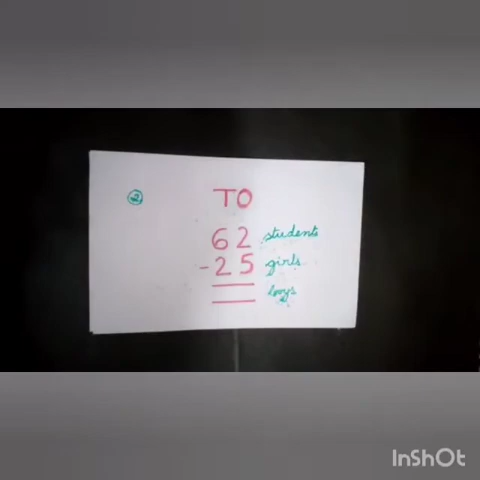 ② TO
62 students
- 25 girls
boys
InShOt